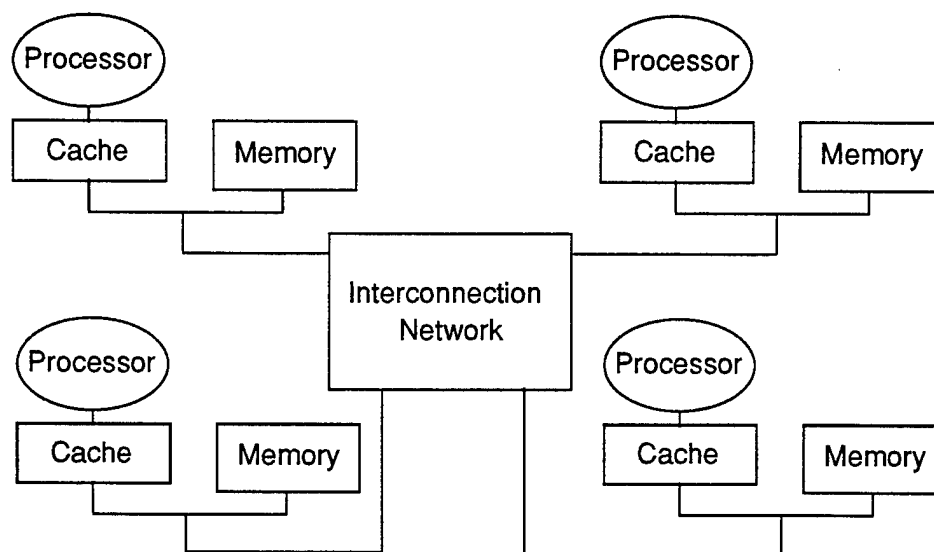 Processor
Cache
Memory
Processor
Cache
Memory
Interconnection
Network
Processor
Cache
Memory
Processor
Cache
Memory